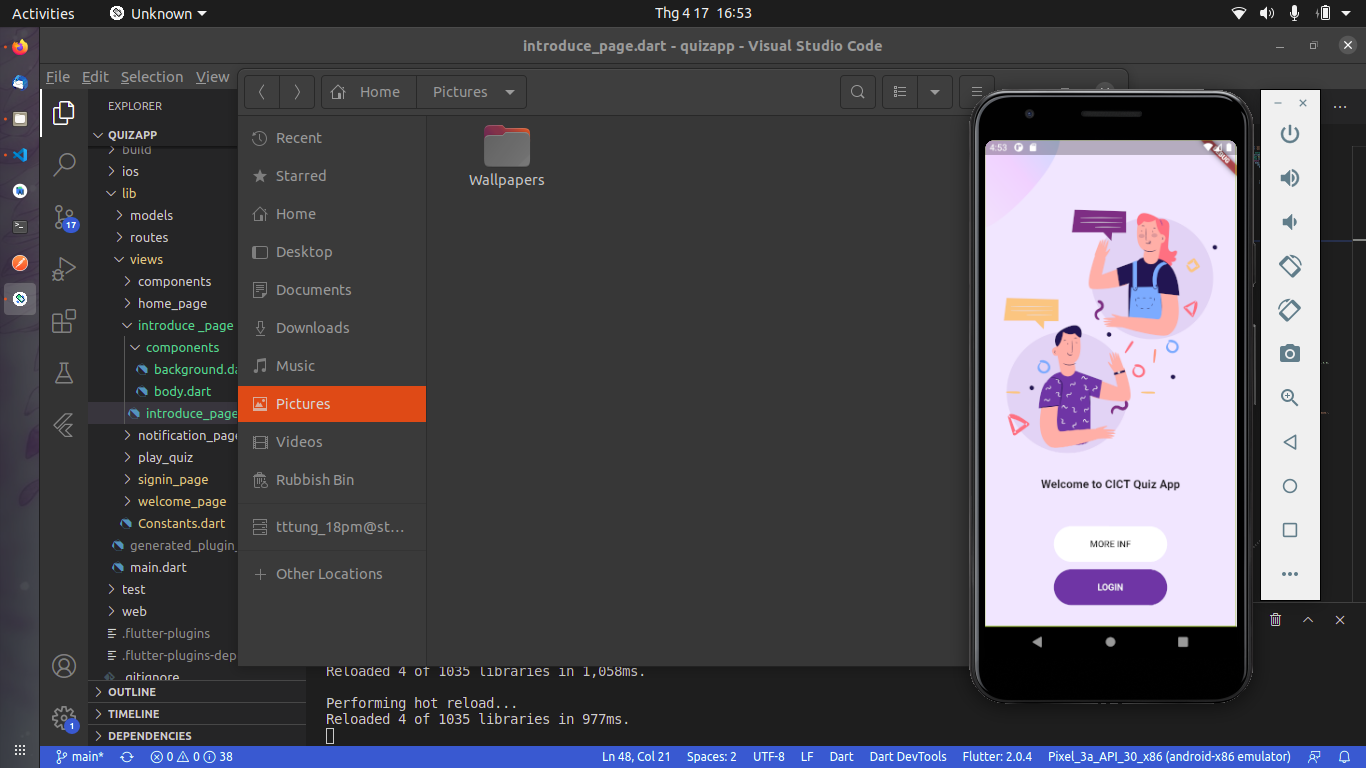 Activities
Unknown
Thg 4 17 16:53
introduce_page.dart - quizapp - Visual Studio Code
File Edit Selection View
EXPLORER
QUIZAPP
build
ios
lib
models
routes
views
components
home_page
introduce _page
components
background.da
body.dart
introduce_page
notification_page
play_quiz
signin_page
welcome_page
Constants.dart
generated_plugin_
main.dart
test
web
.flutter-plugins
.flutter-plugins-dep
.gitignore
OUTLINE
TIMELINE
DEPENDENCIES
17
1
Home
Pictures
Recent
Starred
Home
Desktop
Documents
Downloads
Music
Pictures
Videos
Rubbish Bin
tttung_18pm@st...
Other Locations
Wallpapers
4:53
DEBUG
Welcome to CICT Quiz App
MORE INF
LOGIN
Reloaded 4 of 1035 libraries in 1,058ms.
Performing hot reload...
Reloaded 4 of 1035 libraries in 977ms.
main* 0 0 38 Ln 48, Col 21 Spaces: 2 UTF-8 LF Dart Dart DevTools Flutter: 2.0.4 Pixel_3a_API_30_x86 (android-x86 emulator)